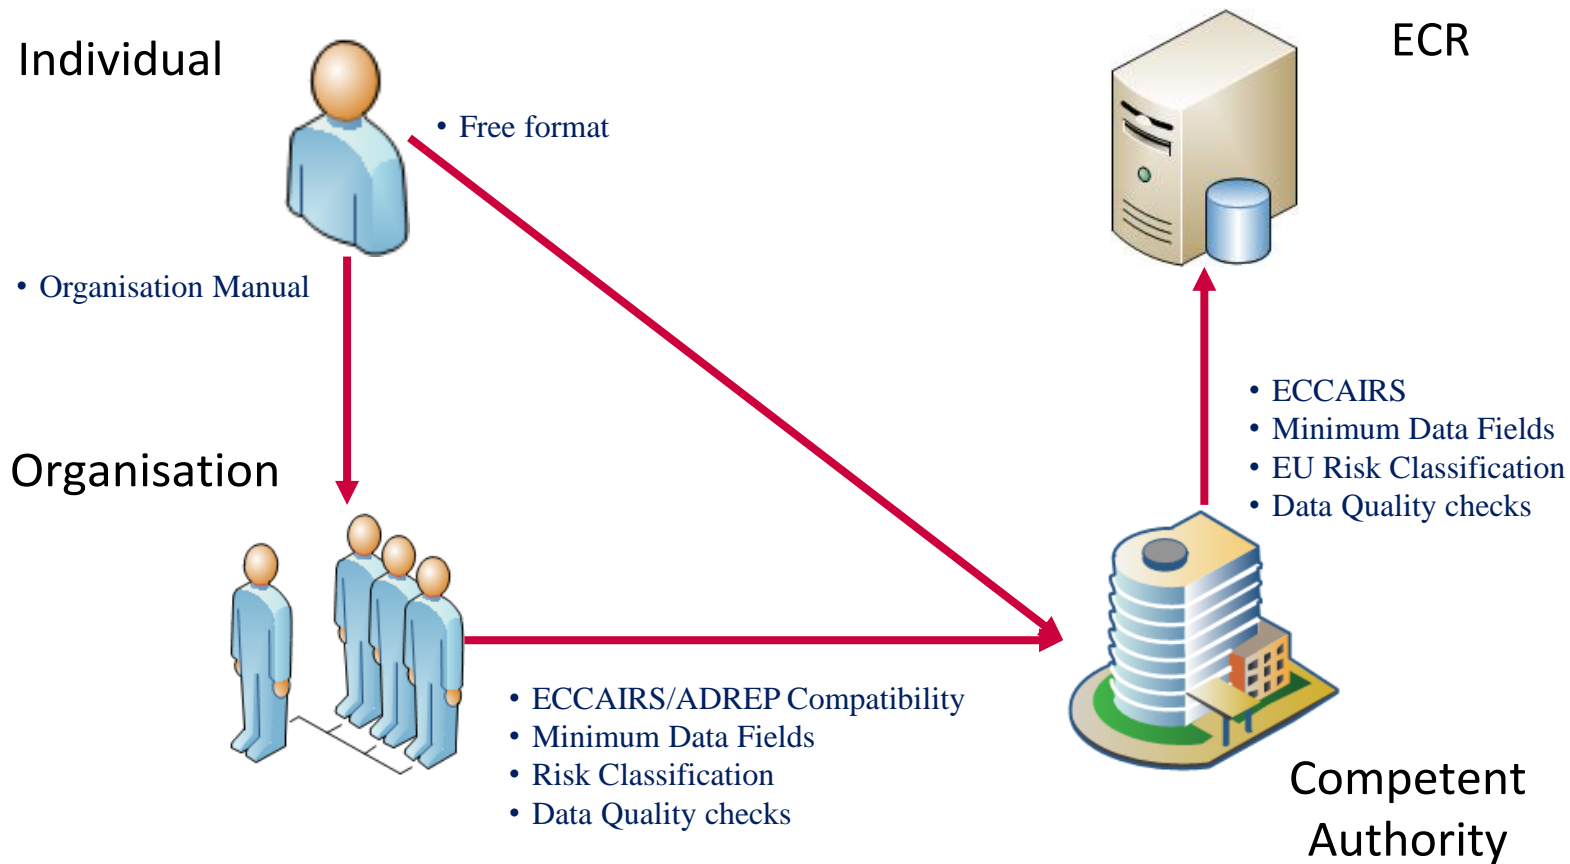 Individual
ECR
• Free format
• Organisation Manual
Organisation
• ECCAIRS
• Minimum Data Fields
• EU Risk Classification
• Data Quality checks
• ECCAIRS/ADREP Compatibility
• Minimum Data Fields
• Risk Classification
• Data Quality checks
Competent
Authority